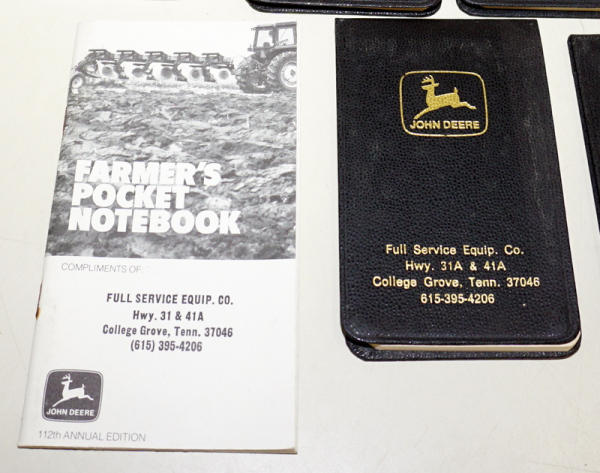 FARMER'S
POCKET
NOTEBOOK
COMPLIMENTS OF:
FULL SERVICE EQUIP. CO.
Hwy. 31 & 41A
College Grove, Tenn. 37046
(615) 395-4206
JOHN DEERE
112th ANNUAL EDITION
JOHN DEERE
Full Service Equip. Co.
Hwy. 31A & 41A
College Grove, Tenn. 37046
615-395-4206